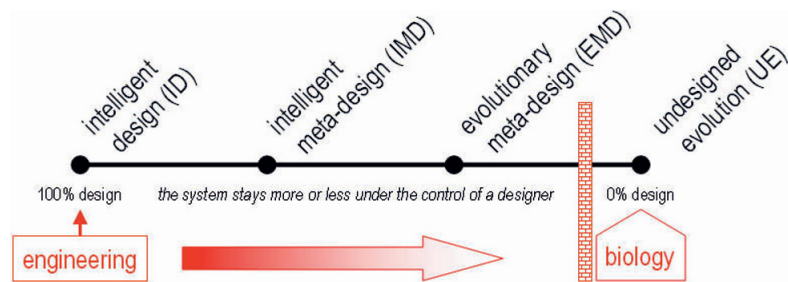 intelligent
design (ID)
intelligent
meta-design (IMD)
evolutionary
meta-design (EMD)
undesigned
evolution (UE)
100% design
the system stays more or less under the control of a designer
0% design
engineering
biology